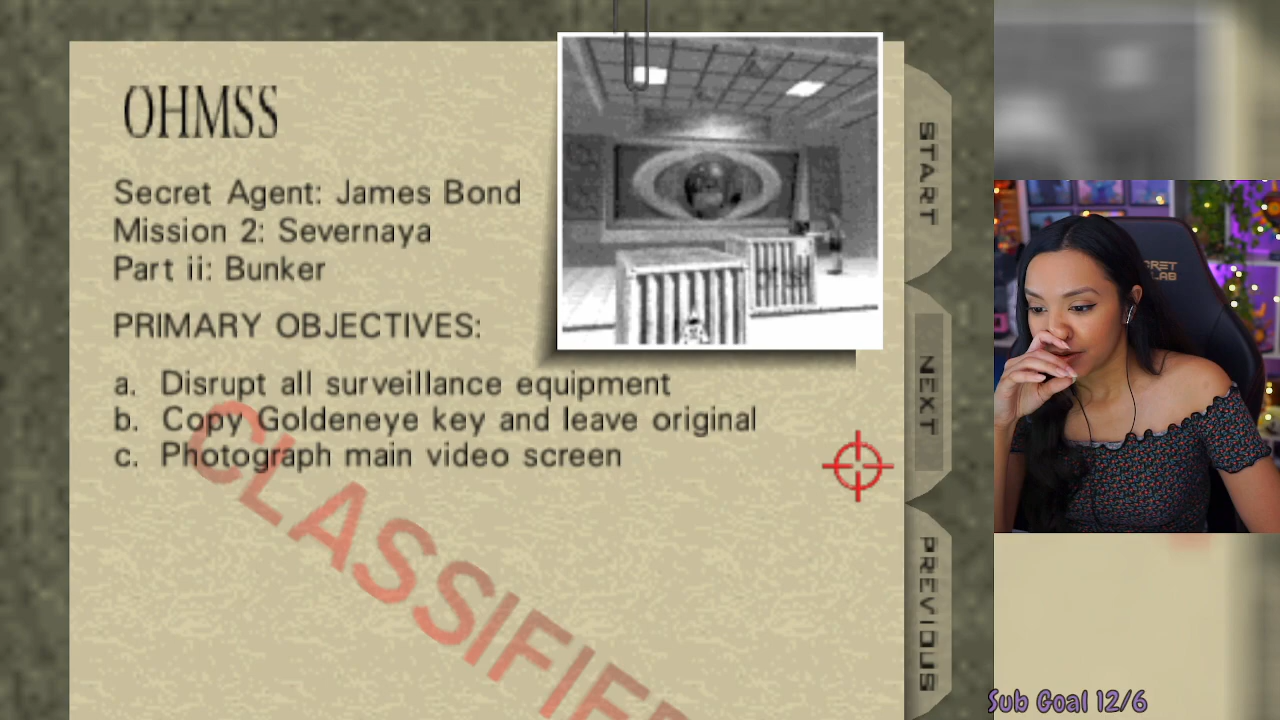 OHMSS
Secret Agent: James Bond
Mission 2: Severnaya
Part ii: Bunker
PRIMARY OBJECTIVES:
a. Disrupt all surveillance equipment
b. Copy Goldeneye key and leave original
c. Photograph main video screen
CLASSIFIE
START
NEXT
PREVIOUS
Sub Goal 12/6